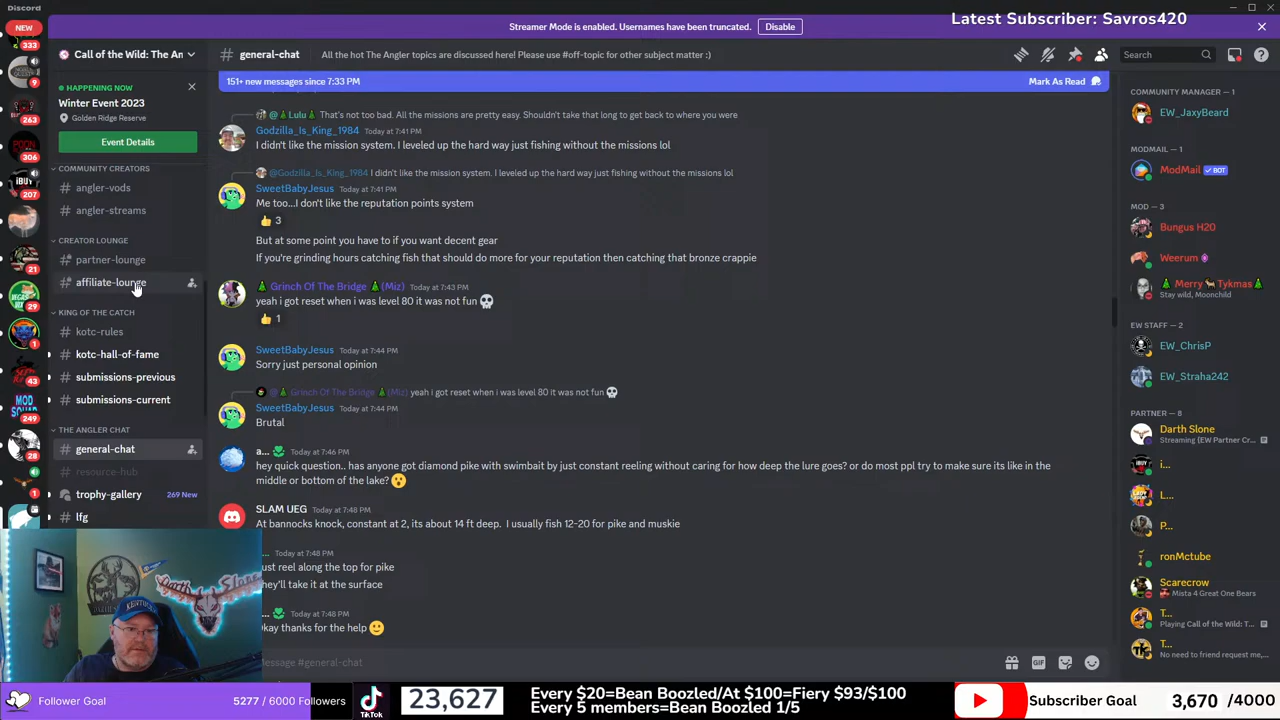 Discord
Streamer Mode is enabled. Usernames have been truncated.
Disable
Latest Subscriber: Savros420
NEW
333
9
263
306
207
21
29
1
43
249
28
1
Call of the Wild: The An
HAPPENING NOW
Winter Event 2023
Golden Ridge Reserve
Event Details
COMMUNITY CREATORS
angler-vods
angler-streams
CREATOR LOUNGE
partner-lounge
affiliate-lounge
KING OF THE CATCH
kotc-rules
kotc-hall-of-fame
submissions-previous
submissions-current
THE ANGLER CHAT
general-chat
resource-hub
trophy-gallery 269 New
lfg
general-chat
All the hot The Angler topics are discussed here! Please use #off-topic for other subject matter :)
Search
151+ new messages since 7:33 PM
Mark As Read
@🎄Lulu🎄 That's not too bad. All the missions are pretty easy. Shouldn't take that long to get back to where you were
Godzilla_Is_King_1984 Today at 7:41 PM
I didn't like the mission system. I leveled up the hard way just fishing without the missions lol
@Godzilla_Is_King_1984 I didn't like the mission system. I leveled up the hard way just fishing without the missions lol
SweetBabyJesus Today at 7:41 PM
Me too...I don't like the reputation points system
👍 3
But at some point you have to if you want decent gear
If you're grinding hours catching fish that should do more for your reputation then catching that bronze crappie
🎄Grinch Of The Bridge🎄(Miz) Today at 7:43 PM
yeah i got reset when i was level 80 it was not fun 💀
👍 1
SweetBabyJesus Today at 7:44 PM
Sorry just personal opinion
@🎄Grinch Of The Bridge🎄(Miz) yeah i got reset when i was level 80 it was not fun 💀
SweetBabyJesus Today at 7:44 PM
Brutal
a... Today at 7:46 PM
hey quick question.. has anyone got diamond pike with swimbait by just constant reeling without caring for how deep the lure goes? or do most ppl try to make sure its like in the
middle or bottom of the lake? 😮
SLAM UEG Today at 7:48 PM
At bannocks knock, constant at 2, its about 14 ft deep. I usually fish 12-20 for pike and muskie
... Today at 7:48 PM
ust reel along the top for pike
hey'll take it at the surface
... Today at 7:48 PM
kay thanks for the help 🙂
Message #general-chat
GIF
COMMUNITY MANAGER — 1
EW_JaxyBeard
MODMAIL — 1
ModMail BOT
MOD — 3
Bungus H20
Weerum
🎄Merry🦌Tykmas🎄
Stay wild, Moonchild
EW STAFF — 2
EW_ChrisP
EW_Straha242
PARTNER — 8
Darth Slone
Streaming {EW Partner Cr...
i...
L...
P...
ronMctube
Scarecrow
Mista 4 Great One Bears
T...
Playing Call of the Wild: T...
T...
No need to friend request me,...
KENTUCKY
Darth Slone
Follower Goal
5277 / 6000 Followers
TikTok
23,627
Every $20=Bean Boozled/At $100=Fiery $93/$100
Every 5 members=Bean Boozled 1/5
Subscriber Goal
3,670 /4000